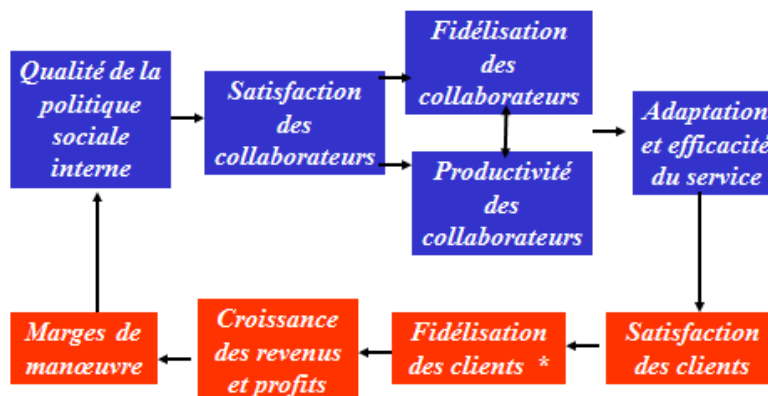 Qualité de la
politique
sociale
interne
Satisfaction
des
collaborateurs
Fidélisation
des
collaborateurs
Productivité
des
collaborateurs
Adaptation
et efficacité
du service
Marges de
manœuvre
Croissance
des revenus
et profits
Fidélisation
des clients *
Satisfaction
des clients